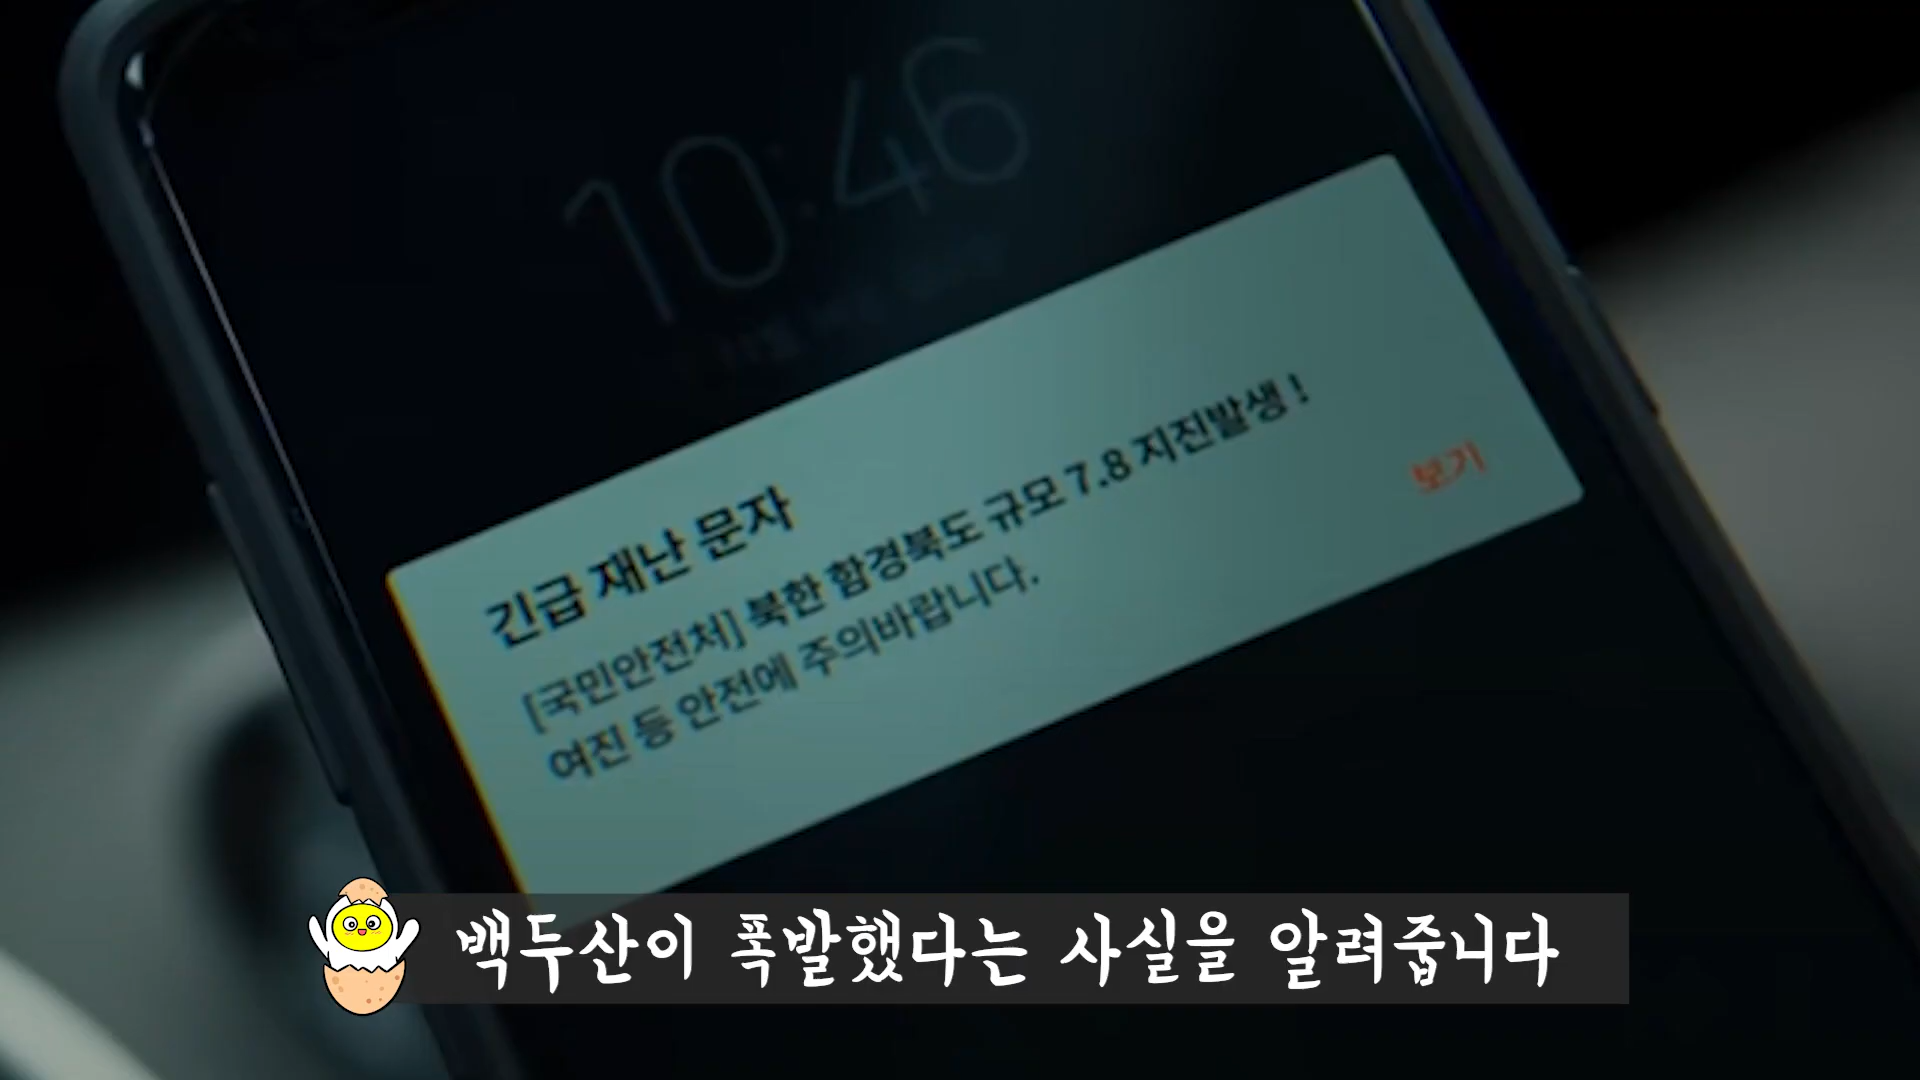 10:46
긴급 재난 문자
[국민안전처] 북한 함경북도 규모 7.8 지진발생 !
여진 등 안전에 주의바랍니다.
보기
백두산이 폭발했다는 사실을 알려줍니다